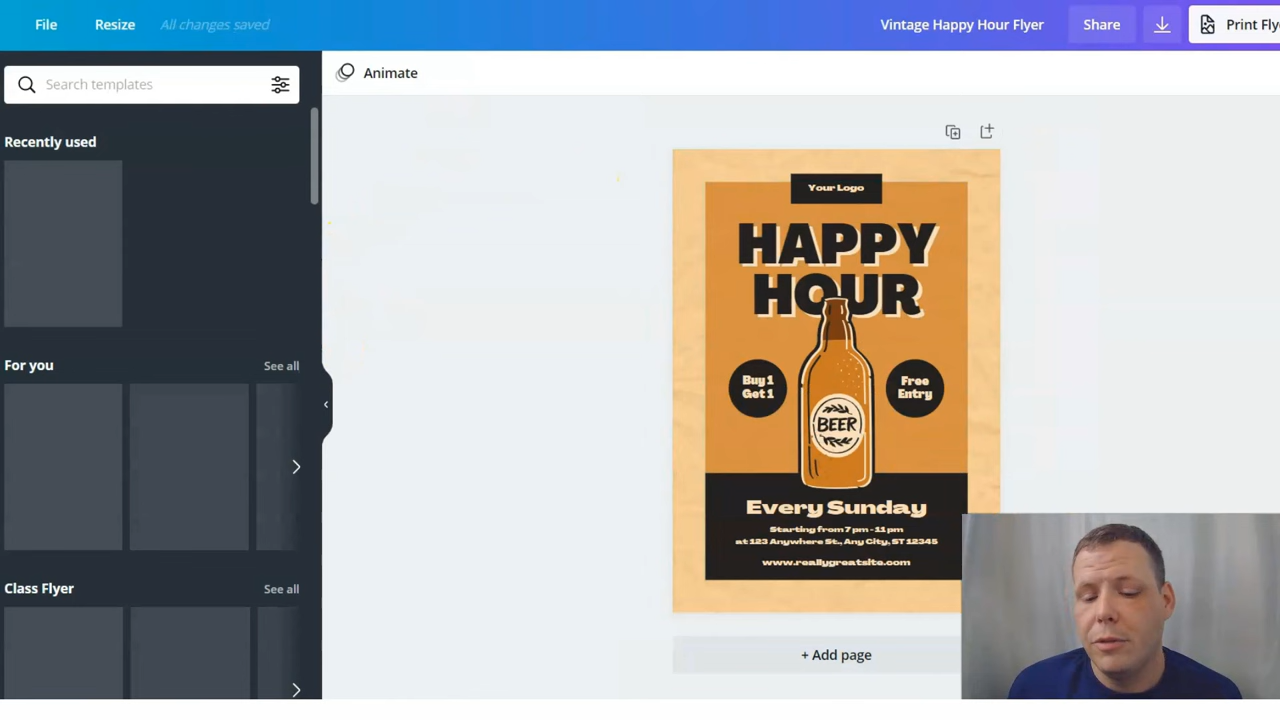 File
Resize
All changes saved
Vintage Happy Hour Flyer
Share
Print Flye
Search templates
Animate
Recently used
Your Logo
HAPPY
HOUR
For you
See all
Buy 1
Get 1
Free
Entry
BEER
Every Sunday
Starting from 7 pm - 11 pm
at 123 Anywhere St., Any City, ST 12345
www.reallygreatsite.com
Class Flyer
See all
+ Add page